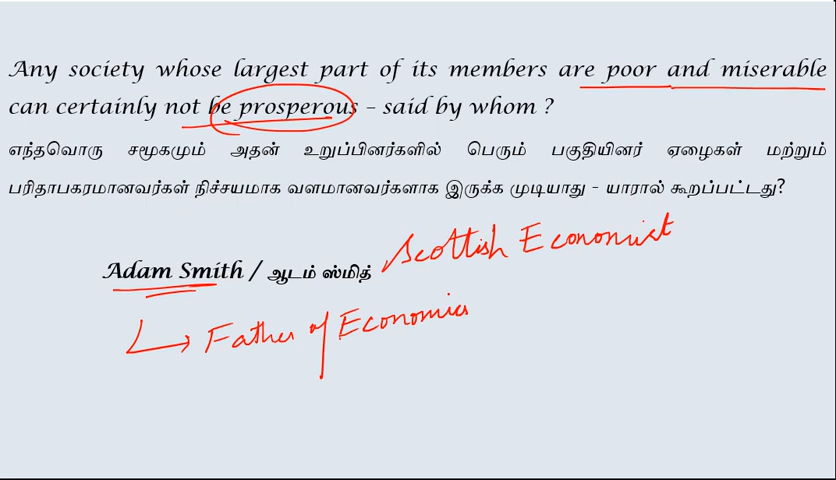 Any society whose largest part of its members are poor and miserable
can certainly not be prosperous – said by whom ?
எந்தவொரு சமூகமும் அதன் உறுப்பினர்களில் பெரும் பகுதியினர் ஏழைகள் மற்றும்
பரிதாபகரமானவர்கள் நிச்சயமாக வளமானவர்களாக இருக்க முடியாது – யாரால் கூறப்பட்டது?
Adam Smith / ஆடம் ஸ்மித் Scottish Economist
Father of Economics